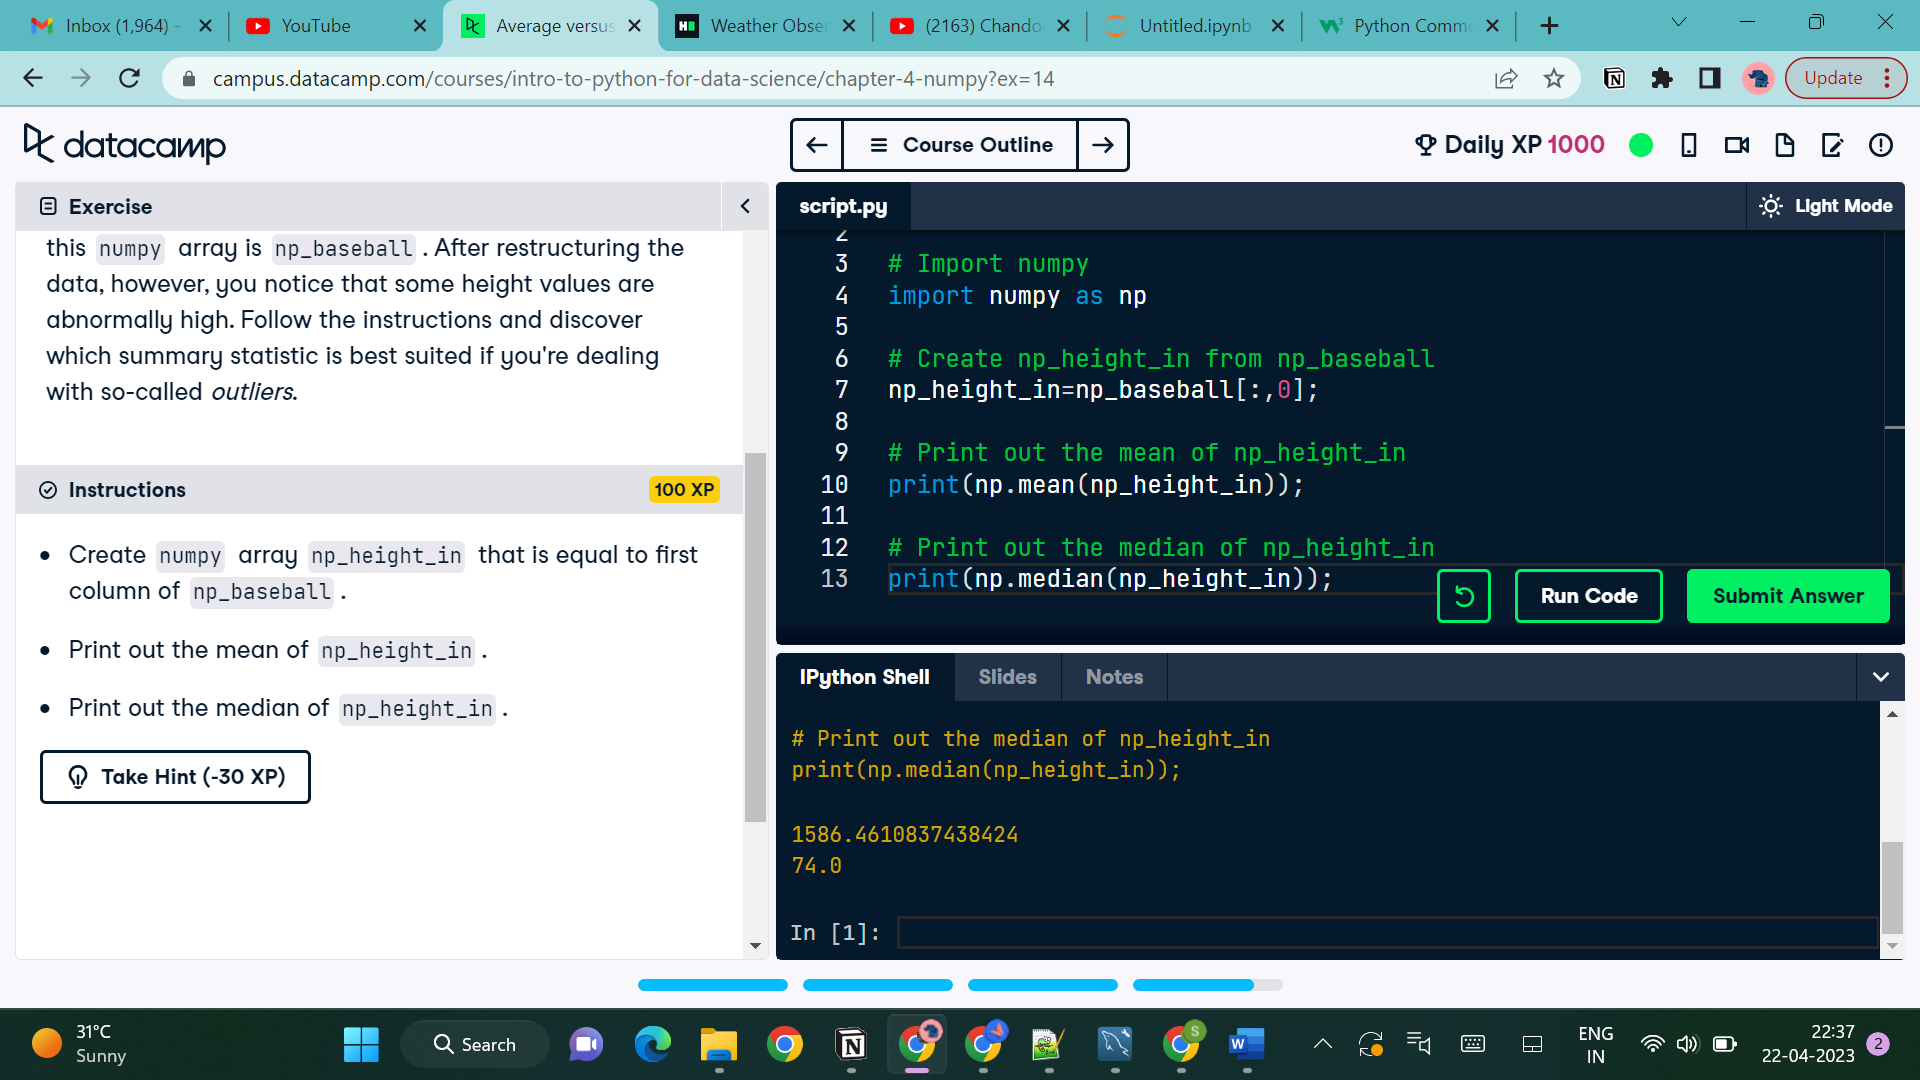 Inbox (1,964) -
YouTube
Average versus
Weather Obser
(2163) Chando
Untitled.ipynb
Python Comme
campus.datacamp.com/courses/intro-to-python-for-data-science/chapter-4-numpy?ex=14
Update
datacamp
Course Outline
Daily XP 1000
Exercise
this numpy array is np_baseball . After restructuring the
data, however, you notice that some height values are
abnormally high. Follow the instructions and discover
which summary statistic is best suited if you're dealing
with so-called outliers.
Instructions
100 XP
Create numpy array np_height_in that is equal to first
column of np_baseball .
Print out the mean of np_height_in .
Print out the median of np_height_in .
Take Hint (-30 XP)
script.py
Light Mode
2
3 # Import numpy
4 import numpy as np
5
6 # Create np_height_in from np_baseball
7 np_height_in=np_baseball[:,0];
8
9 # Print out the mean of np_height_in
10 print(np.mean(np_height_in));
11
12 # Print out the median of np_height_in
13 print(np.median(np_height_in));
Run Code
Submit Answer
IPython Shell
Slides
Notes
# Print out the median of np_height_in
print(np.median(np_height_in));
1586.4610837438424
74.0
In [1]:
31°C
Sunny
Search
S
ENG
IN
22:37
22-04-2023
2